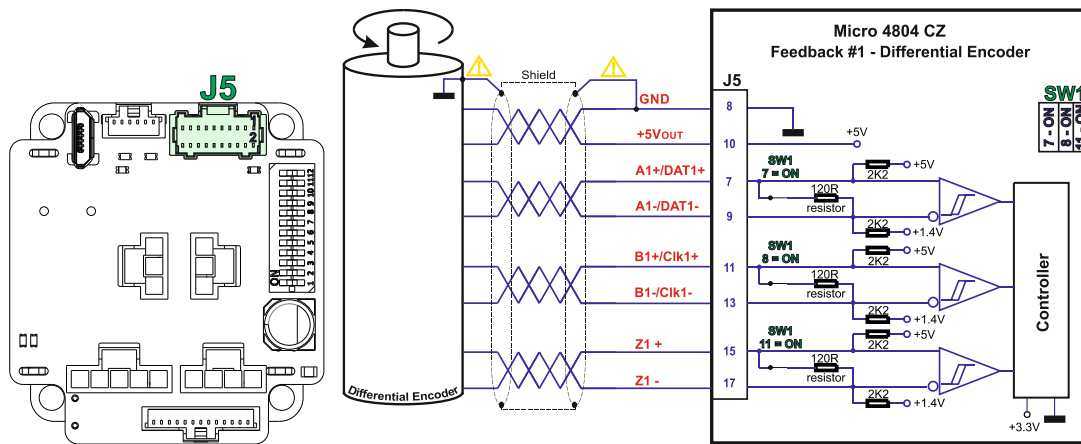 J5
1
2
12
11
10
9
8
7
6
5
4
3
2
1
ON
Differential Encoder
Shield
GND
+5VOUT
A1+/DAT1+
A1-/DAT1-
B1+/Clk1+
B1-/Clk1-
Z1 +
Z1 -
Micro 4804 CZ
Feedback #1 - Differential Encoder
J5
8
10
7
9
11
13
15
17
+5V
SW1
7 = ON
120R
resistor
2K2
+5V
2K2
+1.4V
SW1
8 = ON
120R
resistor
2K2
+5V
2K2
+1.4V
SW1
11 = ON
120R
resistor
2K2
+5V
2K2
+1.4V
Controller
+3.3V
SW1
7 - ON
8 - ON
11 - ON